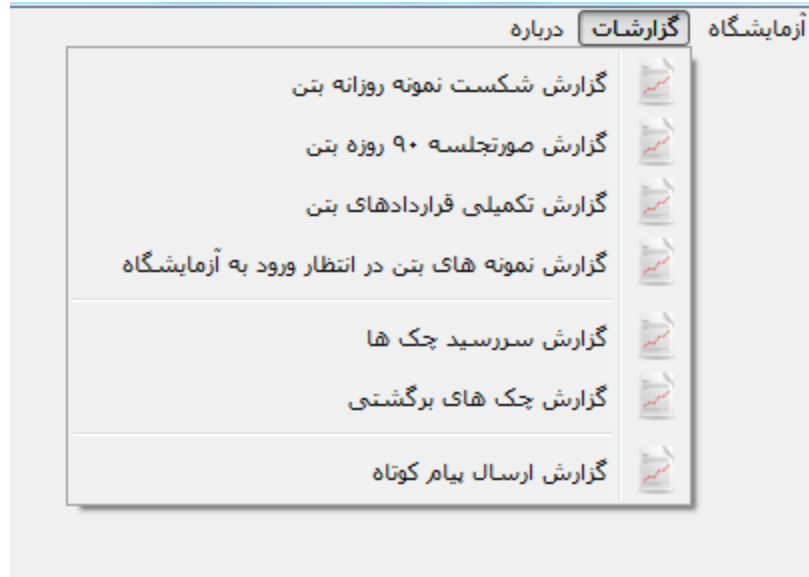 آزمایشگاه گزارشات درباره
گزارش شکست نمونه روزانه بتن
گزارش صورتجلسه ۹۰ روزه بتن
گزارش تکمیلی قراردادهای بتن
گزارش نمونه های بتن در انتظار ورود به آزمایشگاه
گزارش سررسید چک ها
گزارش چک های برگشتی
گزارش ارسال پیام کوتاه